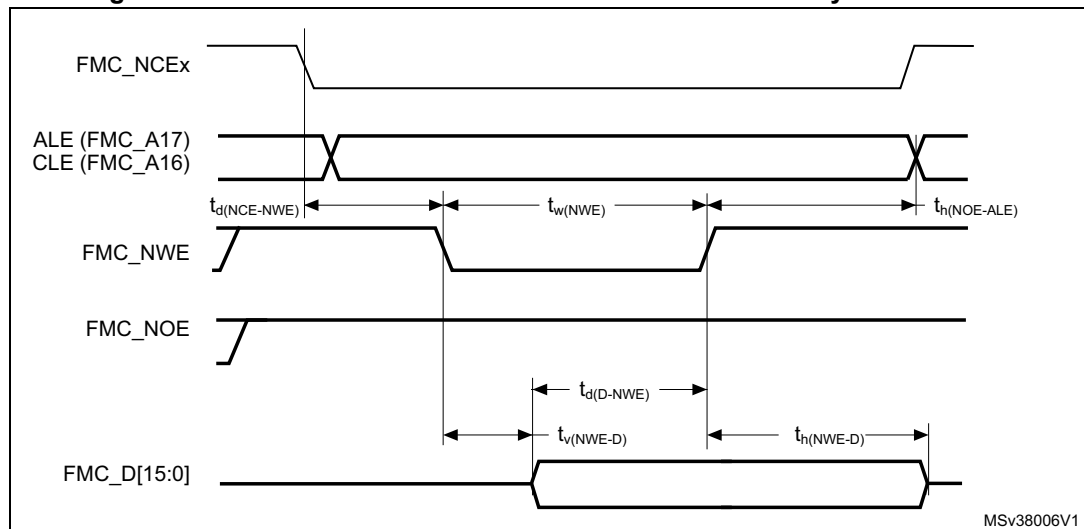 FMC_NCEx
ALE (FMC_A17)
CLE (FMC_A16)
td(NCE-NWE)
tw(NWE)
th(NOE-ALE)
FMC_NWE
FMC_NOE
td(D-NWE)
tv(NWE-D)
th(NWE-D)
FMC_D[15:0]
MSv38006V1